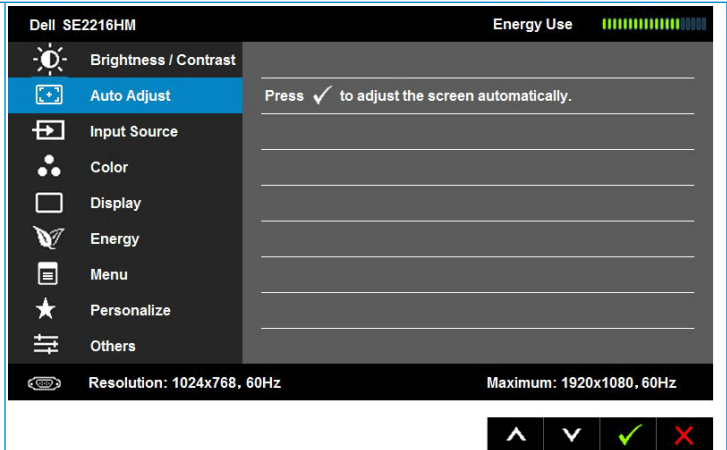 Dell SE2216HM Energy Use
Brightness / Contrast
Auto Adjust Press ✓ to adjust the screen automatically.
Input Source
Color
Display
Energy
Menu
Personalize
Others
Resolution: 1024x768, 60Hz Maximum: 1920x1080, 60Hz